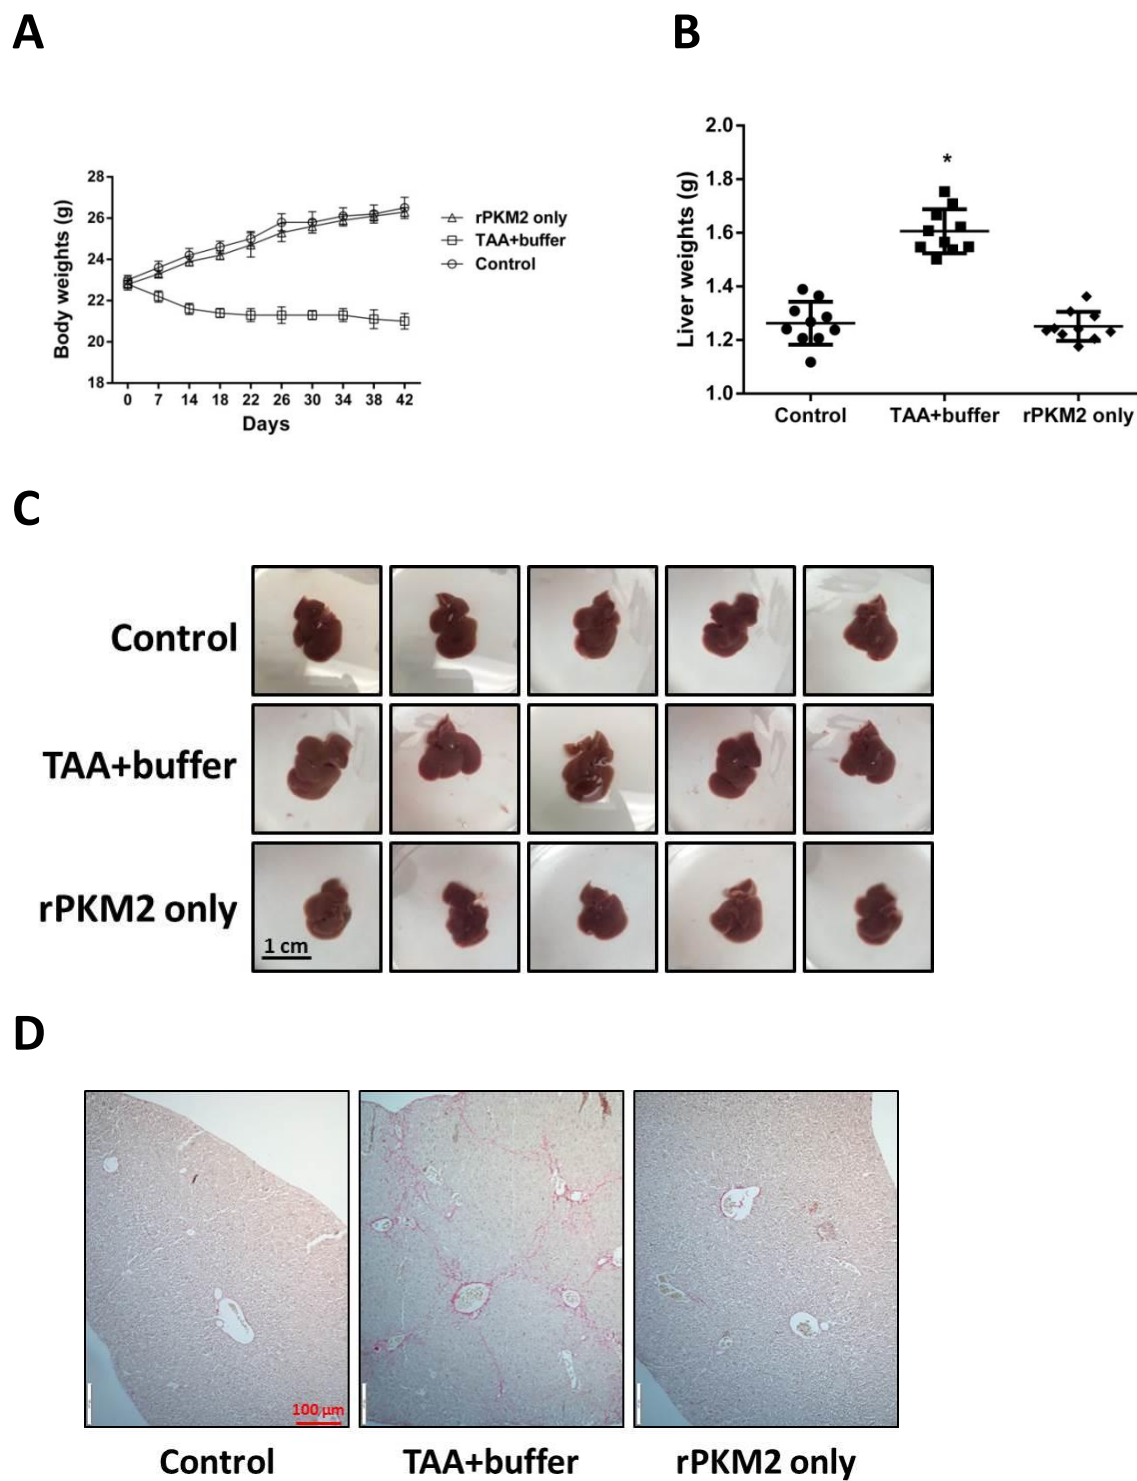 A
B
28
26
24
22
20
18
Body weights (g)
0 7 14 18 22 26 30 34 38 42
Days
rPKM2 only
TAA+buffer
Control
2.0
1.8
1.6
1.4
1.2
1.0
Liver weights (g)
*
Control TAA+buffer rPKM2 only
C
Control
TAA+buffer
rPKM2 only
1 cm
D
100 µm
Control TAA+buffer rPKM2 only